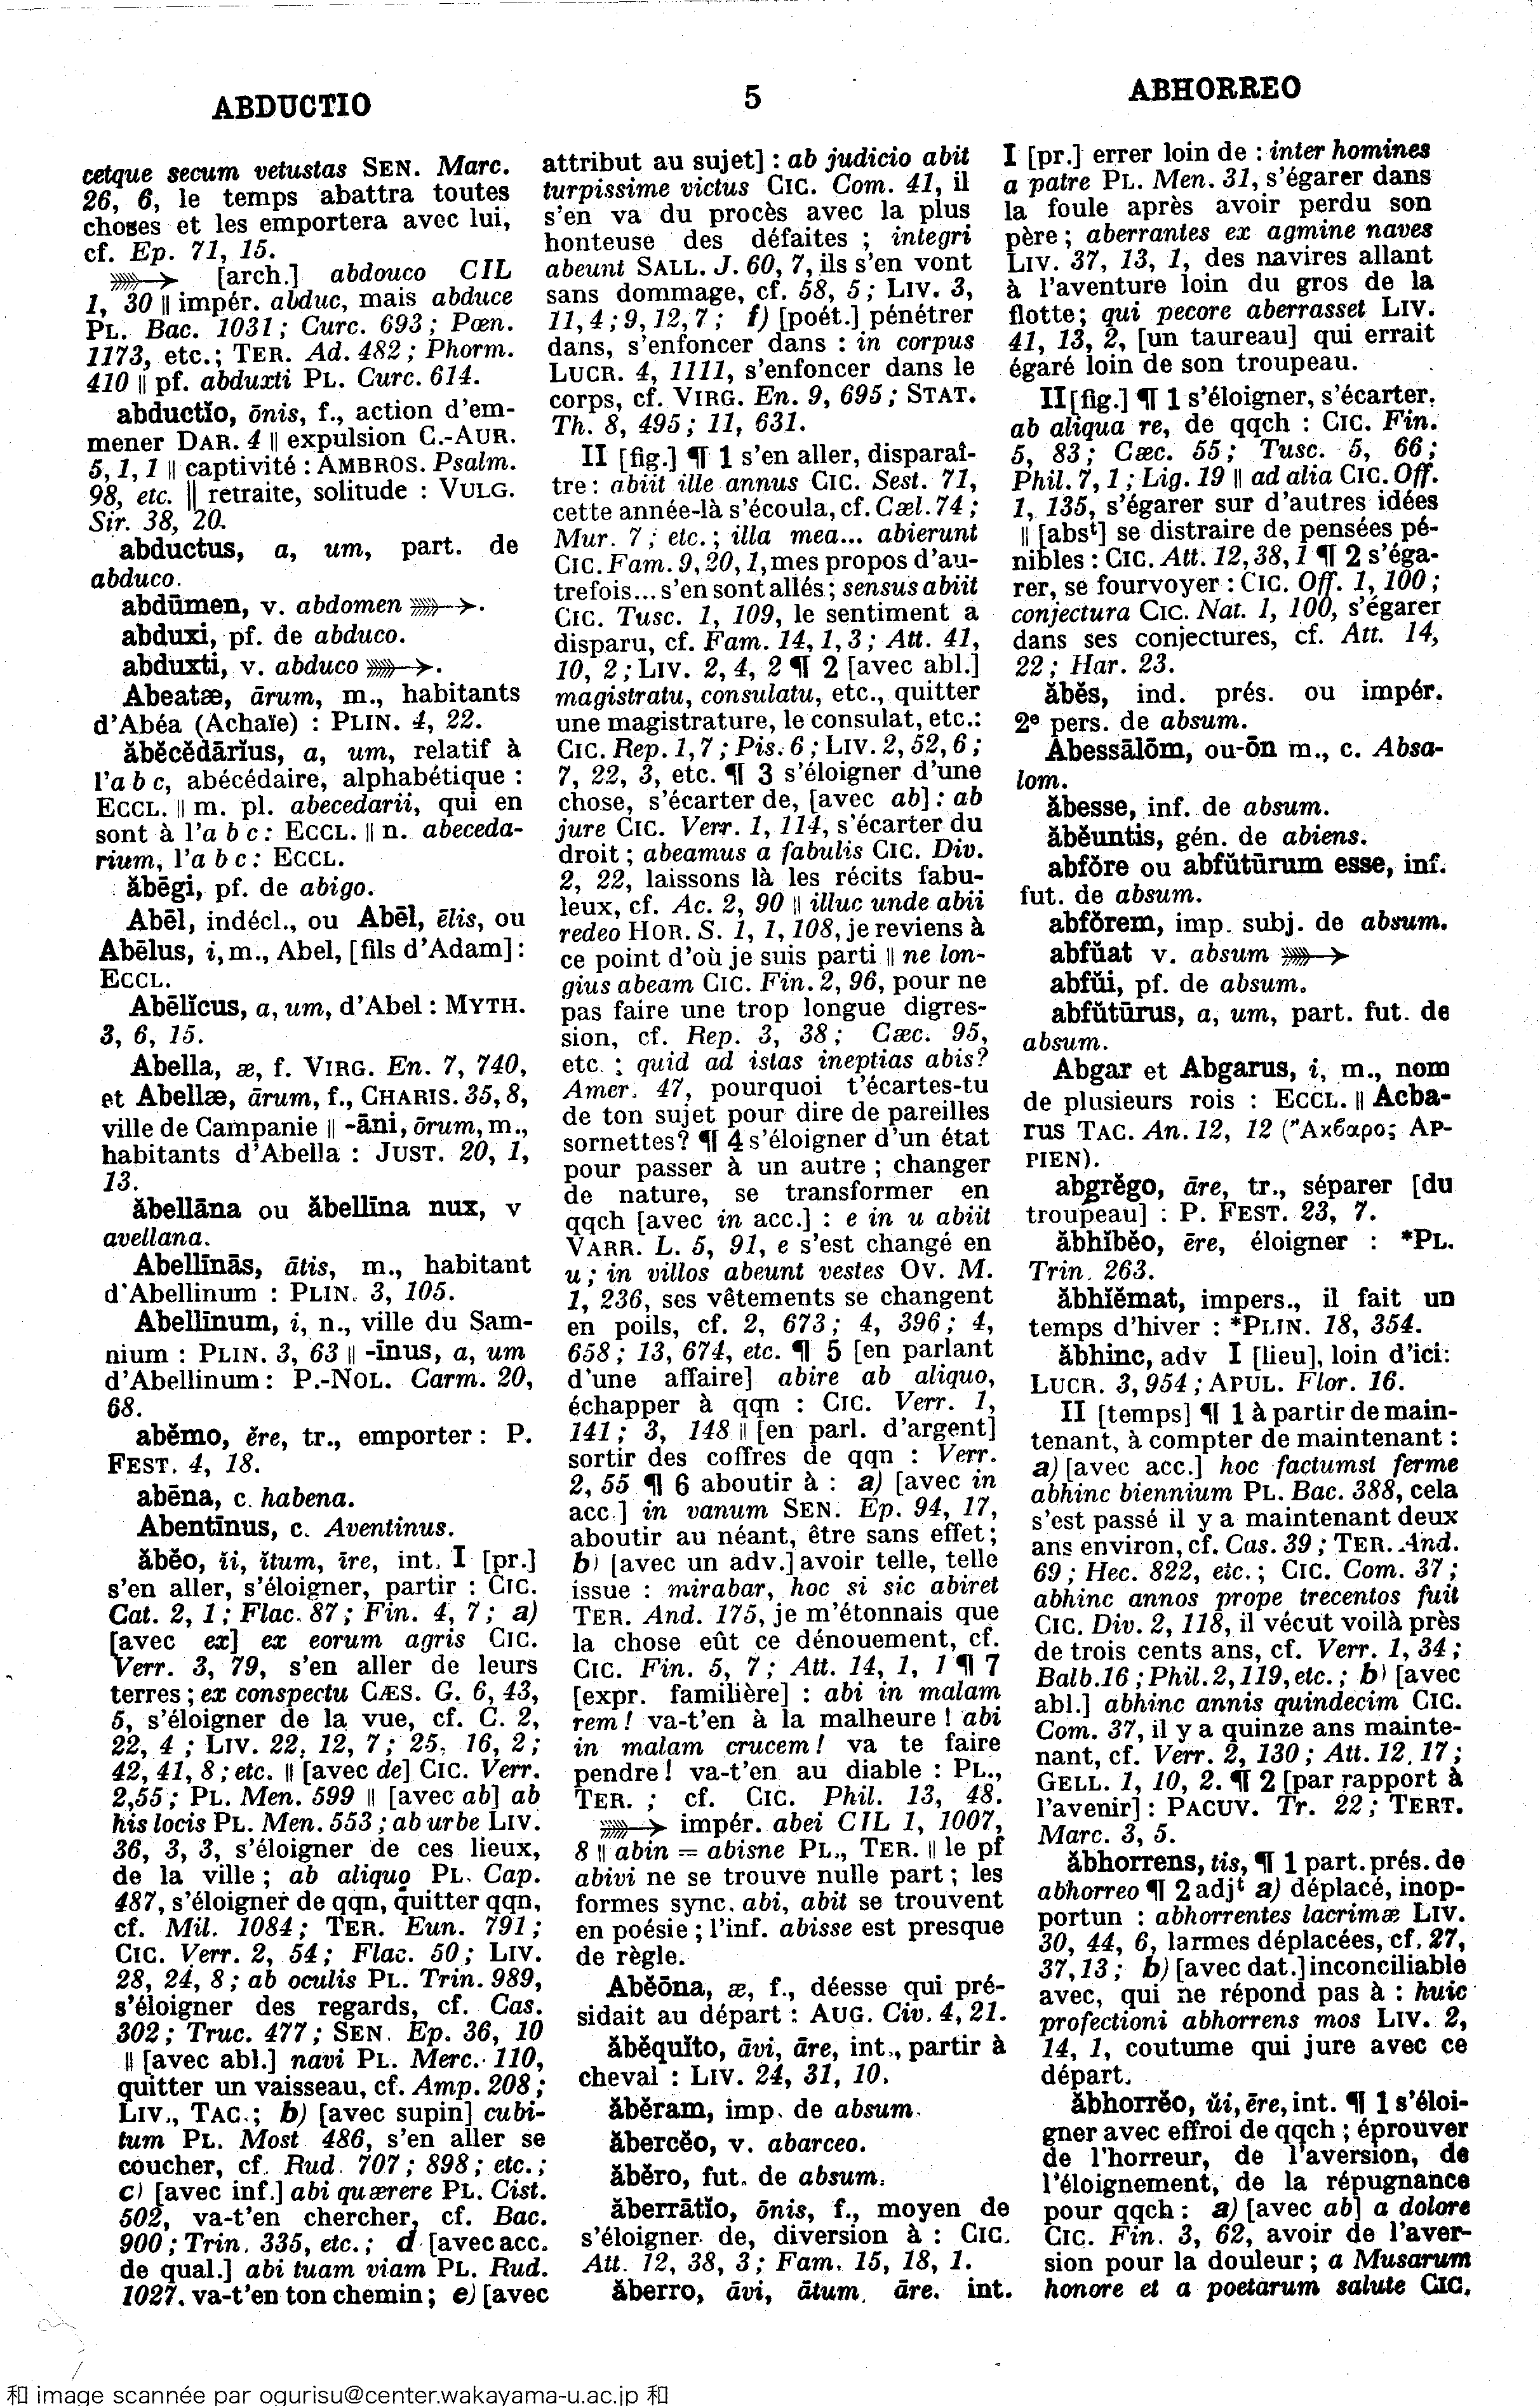 ABDUCTIO
5
ABHORREO
cetque secum vetustas SEN. Marc.
26, 6, le temps abattra toutes
choses et les emportera avec lui,
cf. Ep. 71, 15.
[arch.] abdouco CIL
1, 30 || impér. abduc, mais abduce
PL. Bac. 1031; Curc. 693; Pœn.
1173, etc.; TER. Ad. 482; Phorm.
410 || pf. abduxti PL. Curc. 614.
abductĭo, ōnis, f., action d'em-
mener DAR. 4 || expulsion C.-AUR.
5, 1, 1 || captivité : AMBROS. Psalm.
98, etc. || retraite, solitude : VULG.
Sir. 38, 20.
abductus, a, um, part. de
abduco.
abdūmen, v. abdomen ⟶.
abduxi, pf. de abduco.
abduxti, v. abduco ⟶.
Abeatæ, ārum, m., habitants
d'Abéa (Achaïe) : PLIN. 4, 22.
ăbĕcĕdārĭus, a, um, relatif à
l'a b c, abécédaire, alphabétique :
ECCL. || m. pl. abecedarii, qui en
sont à l'a b c : ECCL. || n. abeceda-
rium, l'a b c : ECCL.
ăbēgi, pf. de abigo.
Abēl, indécl., ou Abēl, ēlis, ou
Abēlus, i, m., Abel, [fils d'Adam] :
ECCL.
Abēlĭcus, a, um, d'Abel : MYTH.
3, 6, 15.
Abella, æ, f. VIRG. En. 7, 740,
et Abellæ, ārum, f., CHARIS. 35, 8,
ville de Campanie || -āni, ōrum, m.,
habitants d'Abella : JUST. 20, 1,
13.
ăbellāna ou ăbellīna nux, v
avellana.
Abellīnās, ātis, m., habitant
d'Abellinum : PLIN. 3, 105.
Abellīnum, i, n., ville du Sam-
nium : PLIN. 3, 63 || -īnus, a, um
d'Abellinum : P.-NOL. Carm. 20,
68.
abĕmo, ĕre, tr., emporter : P.
FEST. 4, 18.
abēna, c. habena.
Abentīnus, c. Aventinus.
ăbĕo, ĭi, ĭtum, īre, int. I [pr.]
s'en aller, s'éloigner, partir : CIC.
Cat. 2, 1; Flac. 87; Fin. 4, 7; a)
[avec ex] ex eorum agris CIC.
Verr. 3, 79, s'en aller de leurs
terres; ex conspectu CÆS. G. 6, 43,
5, s'éloigner de la vue, cf. C. 2,
22, 4 ; LIV. 22, 12, 7; 25, 16, 2;
42, 41, 8; etc. || [avec de] CIC. Verr.
2,55; PL. Men. 599 || [avec ab] ab
his locis PL. Men. 553; ab urbe LIV.
36, 3, 3, s'éloigner de ces lieux,
de la ville; ab aliquo PL. Cap.
487, s'éloigner de qqn, quitter qqn,
cf. Mil. 1084; TER. Eun. 791;
CIC. Verr. 2, 54; Flac. 50; LIV.
28, 24, 8; ab oculis PL. Trin. 989,
s'éloigner des regards, cf. Cas.
302; Truc. 477; SEN. Ep. 36, 10
|| [avec abl.] navi PL. Merc. 110,
quitter un vaisseau, cf. Amp. 208;
LIV., TAC.; b) [avec supin] cubi-
tum PL. Most. 486, s'en aller se
coucher, cf. Rud. 707; 898; etc.;
c) [avec inf.] abi quærere PL. Cist.
502, va-t'en chercher, cf. Bac.
900; Trin. 335, etc.; d [avec acc.
de qual.] abi tuam viam PL. Rud.
1027. va-t'en ton chemin; e) [avec
attribut au sujet] : ab judicio abit
turpissime victus CIC. Com. 41, il
s'en va du procès avec la plus
honteuse des défaites ; integri
abeunt SALL. J. 60, 7, ils s'en vont
sans dommage, cf. 58, 5; LIV. 3,
11, 4; 9, 12, 7; f) [poét.] pénétrer
dans, s'enfoncer dans : in corpus
LUCR. 4, 1111, s'enfoncer dans le
corps, cf. VIRG. En. 9, 695; STAT.
Th. 8, 495; 11, 631.
II [fig.] ¶ 1 s'en aller, disparaî-
tre : abiit ille annus CIC. Sest. 71,
cette année-là s'écoula, cf. Cæl. 74;
Mur. 7; etc.; illa mea... abierunt
CIC. Fam. 9, 20, 1, mes propos d'au-
trefois... s'en sont allés; sensus abiit
CIC. Tusc. 1, 109, le sentiment a
disparu, cf. Fam. 14, 1, 3; Att. 41,
10, 2; LIV. 2, 4, 2 ¶ 2 [avec abl.]
magistratu, consulatu, etc., quitter
une magistrature, le consulat, etc.:
CIC. Rep. 1, 7; Pis. 6; LIV. 2, 52, 6;
7, 22, 3, etc. ¶ 3 s'éloigner d'une
chose, s'écarter de, [avec ab] : ab
jure CIC. Verr. 1, 114, s'écarter du
droit; abeamus a fabulis CIC. Div.
2, 22, laissons là les récits fabu-
leux, cf. Ac. 2, 90 || illuc unde abii
redeo HOR. S. 1, 1, 108, je reviens à
ce point d'où je suis parti || ne lon-
gius abeam CIC. Fin. 2, 96, pour ne
pas faire une trop longue digres-
sion, cf. Rep. 3, 38; Cæc. 95,
etc. ; quid ad istas ineptias abis?
Amer. 47, pourquoi t'écartes-tu
de ton sujet pour dire de pareilles
sornettes? ¶ 4 s'éloigner d'un état
pour passer à un autre; changer
de nature, se transformer en
qqch [avec in acc.] : e in u abiit
VARR. L. 5, 91, e s'est changé en
u; in villos abeunt vestes OV. M.
1, 236, ses vêtements se changent
en poils, cf. 2, 673; 4, 396; 4,
658; 13, 674, etc. ¶ 5 [en parlant
d'une affaire] abire ab aliquo,
échapper à qqn : CIC. Verr. 1,
141; 3, 148 || [en parl. d'argent]
sortir des coffres de qqn : Verr.
2, 55 ¶ 6 aboutir à : a) [avec in
acc.] in vanum SEN. Ep. 94, 17,
aboutir au néant, être sans effet;
b) [avec un adv.] avoir telle, telle
issue : mirabar, hoc si sic abiret
TER. And. 175, je m'étonnais que
la chose eût ce dénouement, cf.
CIC. Fin. 5, 7; Att. 14, 1, 1 ¶ 7
[expr. familière] : abi in malam
rem! va-t'en à la malheure! abi
in malam crucem! va te faire
pendre! va-t'en au diable : PL.,
TER. ; cf. CIC. Phil. 13, 48.
impér. abei CIL 1, 1007,
8 || abin = abisne PL., TER. || le pf
abivi ne se trouve nulle part; les
formes sync. abi, abit se trouvent
en poésie; l'inf. abisse est presque
de règle.
Abĕōna, æ, f., déesse qui pré-
sidait au départ : AUG. Civ. 4, 21.
ăbĕquĭto, āvi, āre, int., partir à
cheval : LIV. 24, 31, 10.
ăbĕram, imp. de absum.
ăbercĕo, v. abarceo.
ăbĕro, fut. de absum.
ăberrātĭo, ōnis, f., moyen de
s'éloigner de, diversion à : CIC.
Att. 12, 38, 3; Fam. 15, 18, 1.
ăberro, āvi, ātum, āre. int.
I [pr.] errer loin de : inter homines
a patre PL. Men. 31, s'égarer dans
la foule après avoir perdu son
père; aberrantes ex agmine naves
LIV. 37, 13, 1, des navires allant
à l'aventure loin du gros de la
flotte; qui pecore aberrasset LIV.
41, 13, 2, [un taureau] qui errait
égaré loin de son troupeau.
II [fig.] ¶ 1 s'éloigner, s'écarter.
ab aliqua re, de qqch : CIC. Fin.
5, 83; Cæc. 55; Tusc. 5, 66;
Phil. 7, 1; Lig. 19 || ad alia CIC. Off.
1, 135, s'égarer sur d'autres idées
|| [absᵗ] se distraire de pensées pé-
nibles : CIC. Att. 12, 38, 1 ¶ 2 s'éga-
rer, se fourvoyer : CIC. Off. 1, 100;
conjectura CIC. Nat. 1, 100, s'égarer
dans ses conjectures, cf. Att. 14,
22; Har. 23.
ăbĕs, ind. prés. ou impér.
2ᵉ pers. de absum.
Abessālōm, ou -ōn m., c. Absa-
lom.
ăbesse, inf. de absum.
ăbĕuntis, gén. de abiens.
abfŏre ou abfŭtūrum esse, inf.
fut. de absum.
abfŏrem, imp. subj. de absum.
abfŭat v. absum ⟶
abfŭi, pf. de absum.
abfŭtūrus, a, um, part. fut. de
absum.
Abgar et Abgarus, i, m., nom
de plusieurs rois : ECCL. || Acba-
rus TAC. An. 12, 12 (Ἄκϐαρος AP-
PIEN).
abgrĕgo, āre, tr., séparer [du
troupeau] : P. FEST. 23, 7.
ăbhĭbĕo, ēre, éloigner : *PL.
Trin. 263.
ăbhĭĕmat, impers., il fait un
temps d'hiver : *PLIN. 18, 354.
ăbhinc, adv I [lieu], loin d'ici:
LUCR. 3, 954; APUL. Flor. 16.
II [temps] ¶ 1 à partir de main-
tenant, à compter de maintenant :
a) [avec acc.] hoc factumst ferme
abhinc biennium PL. Bac. 388, cela
s'est passé il y a maintenant deux
ans environ, cf. Cas. 39; TER. And.
69; Hec. 822, etc.; CIC. Com. 37;
abhinc annos prope trecentos fuit
CIC. Div. 2, 118, il vécut voilà près
de trois cents ans, cf. Verr. 1, 34;
Balb. 16; Phil. 2, 119, etc.; b) [avec
abl.] abhinc annis quindecim CIC.
Com. 37, il y a quinze ans mainte-
nant, cf. Verr. 2, 130; Att. 12, 17;
GELL. 1, 10, 2. ¶ 2 [par rapport à
l'avenir] : PACUV. Tr. 22; TERT.
Marc. 3, 5.
ăbhorrens, tis, ¶ 1 part. prés. de
abhorreo ¶ 2 adjᵗ a) déplacé, inop-
portun : abhorrentes lacrimæ LIV.
30, 44, 6, larmes déplacées, cf. 27,
37, 13; b) [avec dat.] inconciliable
avec, qui ne répond pas à : huic
profectioni abhorrens mos LIV. 2,
14, 1, coutume qui jure avec ce
départ.
ăbhorrĕo, ŭi, ēre, int. ¶ 1 s'éloi-
gner avec effroi de qqch; éprouver
de l'horreur, de l'aversion, de
l'éloignement, de la répugnance
pour qqch : a) [avec ab] a dolore
CIC. Fin. 3, 62, avoir de l'aver-
sion pour la douleur; a Musarum
honore et a poetarum salute CIC.
和 image scannée par ogurisu@center.wakayama-u.ac.jp 和